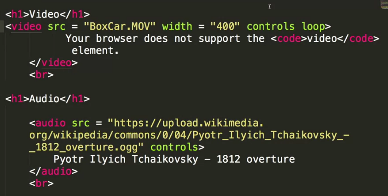 <h1>Video</h1>
<video src = "BoxCar.MOV" width = "400" controls loop>
Your browser does not support the <code>video</code>
element.
</video>
<br>
<h1>Audio</h1>
<audio src = "https://upload.wikimedia.
org/wikipedia/commons/0/04/Pyotr_Ilyich_Tchaikovsky_-
_1812_overture.ogg" controls>
Pyotr Ilyich Tchaikovsky - 1812 overture
</audio>
<br>